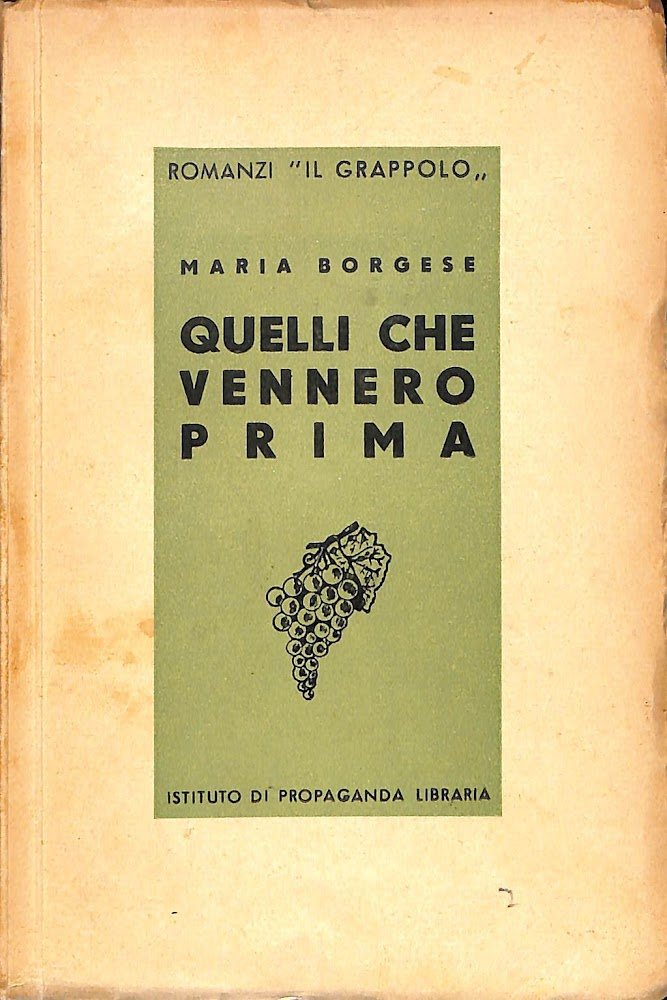 ROMANZI "IL GRAPPOLO„
MARIA BORGESE
QUELLI CHE
VENNERO
PRIMA
ISTITUTO DI PROPAGANDA LIBRARIA